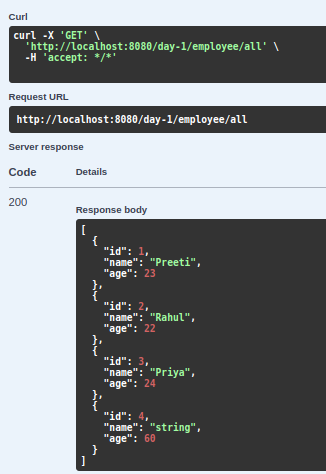 Curl
curl -X 'GET' \
  'http://localhost:8080/day-1/employee/all' \
  -H 'accept: */*'
Request URL
http://localhost:8080/day-1/employee/all
Server response
Code Details
200
Response body
[
  {
    "id": 1,
    "name": "Preeti",
    "age": 23
  },
  {
    "id": 2,
    "name": "Rahul",
    "age": 22
  },
  {
    "id": 3,
    "name": "Priya",
    "age": 24
  },
  {
    "id": 4,
    "name": "string",
    "age": 60
  }
]